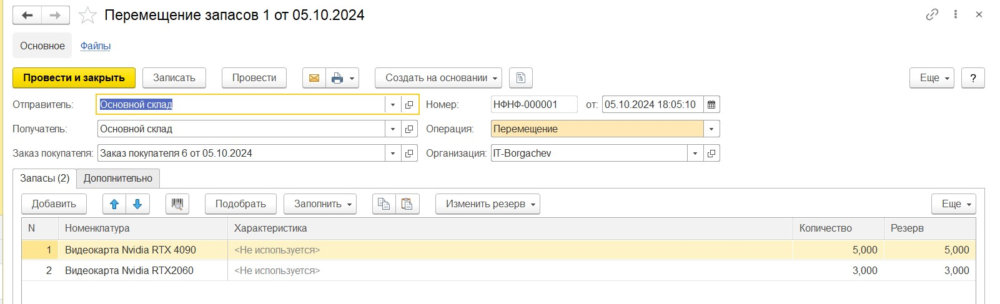 Перемещение запасов 1 от 05.10.2024
Основное Файлы
Провести и закрыть Записать Провести Создать на основании Еще ?
Отправитель: Основной склад Номер: НФНФ-000001 от: 05.10.2024 18:05:10
Получатель: Основной склад Операция: Перемещение
Заказ покупателя: Заказ покупателя 6 от 05.10.2024 Организация: IT-Borgachev
Запасы (2) Дополнительно
Добавить Подобрать Заполнить Изменить резерв Еще
N Номенклатура Характеристика Количество Резерв
1 Видеокарта Nvidia RTX 4090 <Не используется> 5,000 5,000
2 Видеокарта Nvidia RTX2060 <Не используется> 3,000 3,000